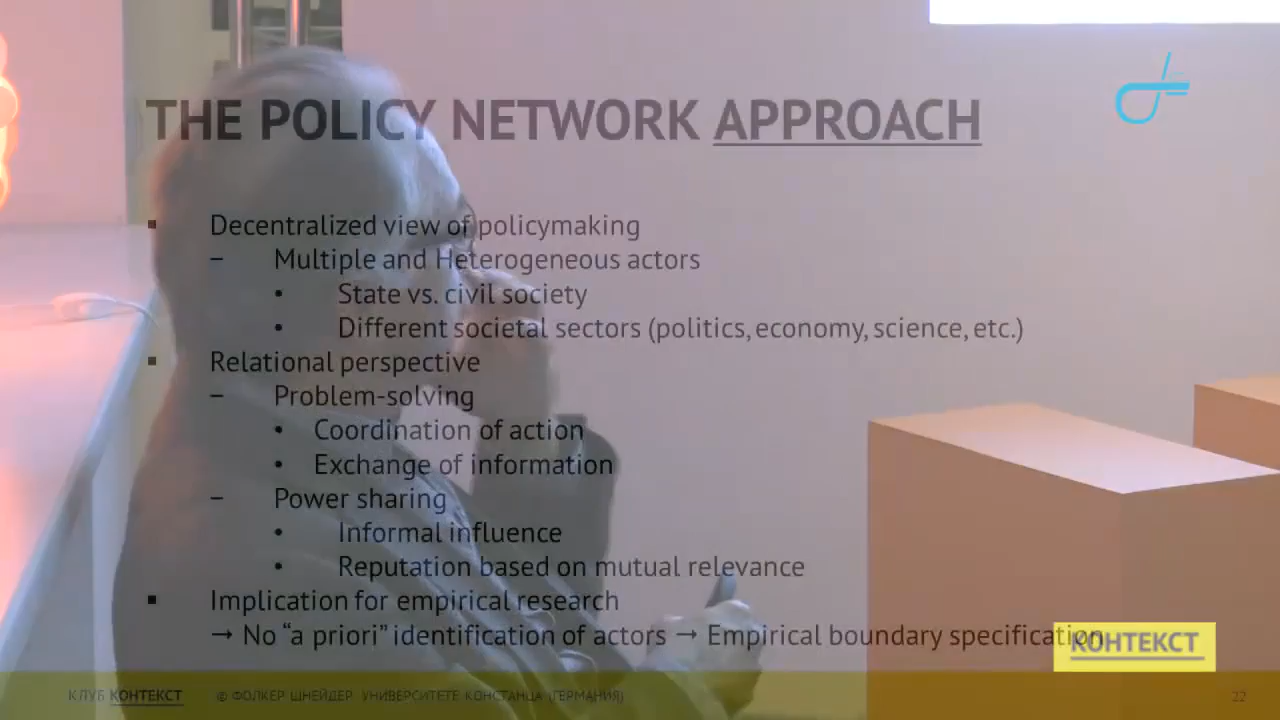 THE POLICY NETWORK APPROACH
▪ Decentralized view of policymaking
– Multiple and Heterogeneous actors
• State vs. civil society
• Different societal sectors (politics, economy, science, etc.)
▪ Relational perspective
– Problem-solving
• Coordination of action
• Exchange of information
– Power sharing
• Informal influence
• Reputation based on mutual relevance
▪ Implication for empirical research
→ No “a priori” identification of actors → Empirical boundary specification
КОНТЕКСТ
КЛУБ КОНТЕКСТ © ФОЛКЕР ШНЕЙДЕР УНИВЕРСИТЕТЕ КОНСТАНЦА (ГЕРМАНИЯ) 22